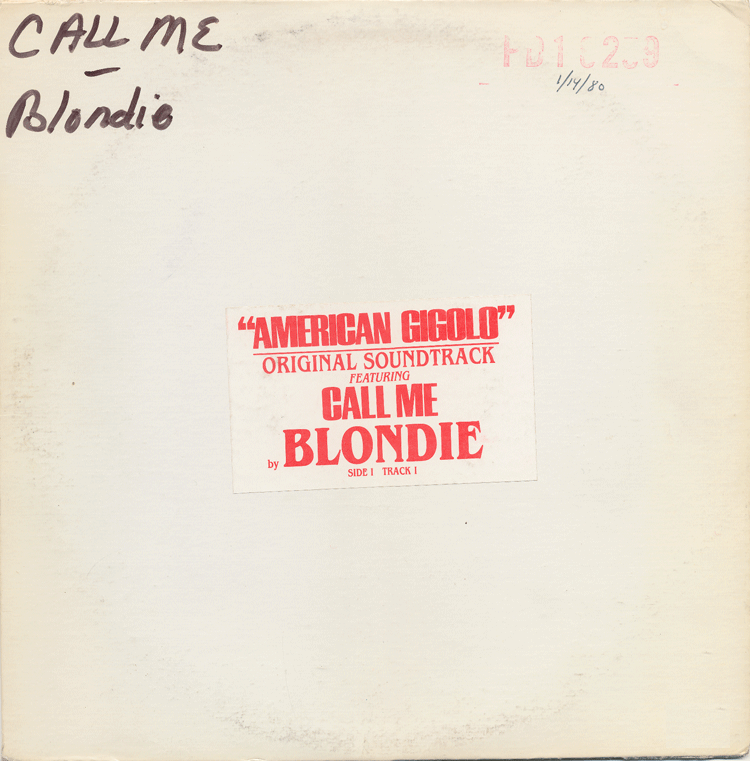 CALL ME
–
Blondie
1/14/80
"AMERICAN GIGOLO"
ORIGINAL SOUNDTRACK
FEATURING
CALL ME
by BLONDIE
SIDE 1 TRACK 1